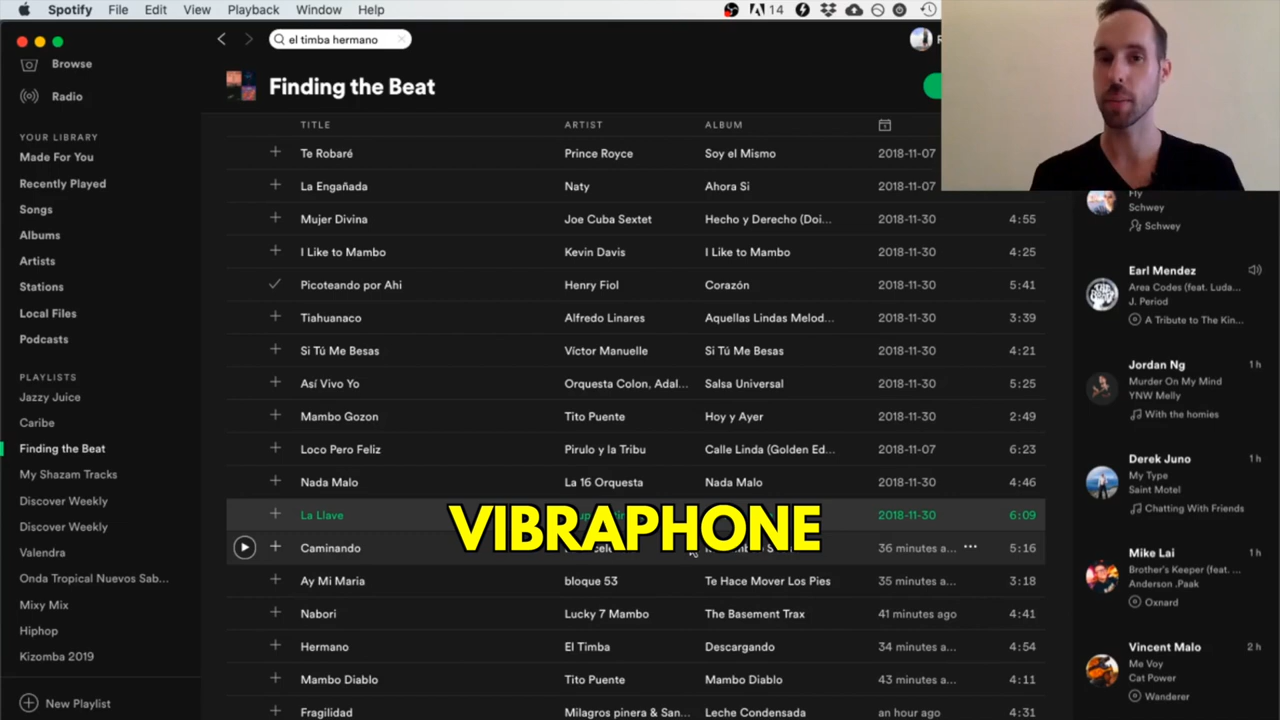 Spotify File Edit View Playback Window Help 14
el timba hermano
Browse
Radio
YOUR LIBRARY
Made For You
Recently Played
Songs
Albums
Artists
Stations
Local Files
Podcasts
PLAYLISTS
Jazzy Juice
Caribe
Finding the Beat
My Shazam Tracks
Discover Weekly
Discover Weekly
Valendra
Onda Tropical Nuevos Sab...
Mixy Mix
Hiphop
Kizomba 2019
New Playlist
Finding the Beat
TITLE ARTIST ALBUM
Te Robaré Prince Royce Soy el Mismo 2018-11-07
La Engañada Naty Ahora Si 2018-11-07
Mujer Divina Joe Cuba Sextet Hecho y Derecho (Doi... 2018-11-30 4:55
I Like to Mambo Kevin Davis I Like to Mambo 2018-11-30 4:25
Picoteando por Ahi Henry Fiol Corazón 2018-11-30 5:41
Tiahuanaco Alfredo Linares Aquellas Lindas Melod... 2018-11-30 3:39
Si Tú Me Besas Víctor Manuelle Si Tú Me Besas 2018-11-30 4:21
Así Vivo Yo Orquesta Colon, Adal... Salsa Universal 2018-11-30 5:25
Mambo Gozon Tito Puente Hoy y Ayer 2018-11-30 2:49
Loco Pero Feliz Pirulo y la Tribu Calle Linda (Golden Ed... 2018-11-07 6:23
Nada Malo La 16 Orquesta Nada Malo 2018-11-30 4:46
La Llave 2018-11-30 6:09
VIBRAPHONE
Caminando 36 minutes a... 5:16
Ay Mi Maria bloque 53 Te Hace Mover Los Pies 35 minutes a... 3:18
Nabori Lucky 7 Mambo The Basement Trax 41 minutes ago 4:41
Hermano El Timba Descargando 34 minutes a... 4:54
Mambo Diablo Tito Puente Mambo Diablo 35 minutes a... 4:11
Fragilidad Milagros pinera & San... Leche Condensada an hour ago 4:31
Fly
Schwey
Schwey
Earl Mendez
Area Codes (feat. Luda...
J. Period
A Tribute to The Kin...
Jordan Ng 1 h
Murder On My Mind
YNW Melly
With the homies
Derek Juno 1 h
My Type
Saint Motel
Chatting With Friends
Mike Lai 1 h
Brother's Keeper (feat. ...
Anderson .Paak
Oxnard
Vincent Malo 2 h
Me Voy
Cat Power
Wanderer